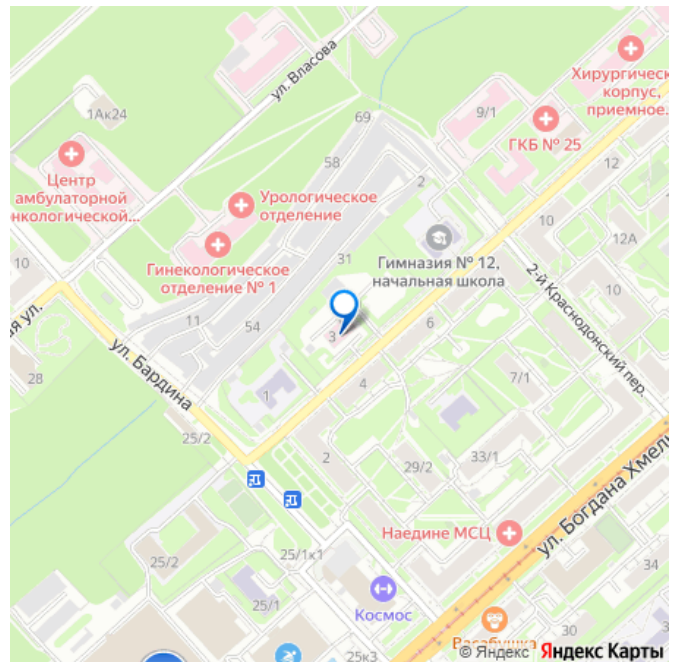 ул. Власова
69
1Ак24
Хирургическ
корпус,
приемное...
9/1
ГКБ № 25
58
2
12
Центр
амбулаторной
нкологической...
Урологическое
отделение
10
12А
31
Гимназия № 12,
начальная школа
Гинекологическое
отделение № 1
10
2-й Краснодонский пер.
10
ая ул.
11
54
3
6
ул. Бардина
28
1
4
7/1
25/2
2
29/2
33/1
ул. Богдана Хмель
Наедине МСЦ
25/2
25/1к1
34
25/1
Космос
Васабушка
30
25к3
© Яндекс Яндекс Карты